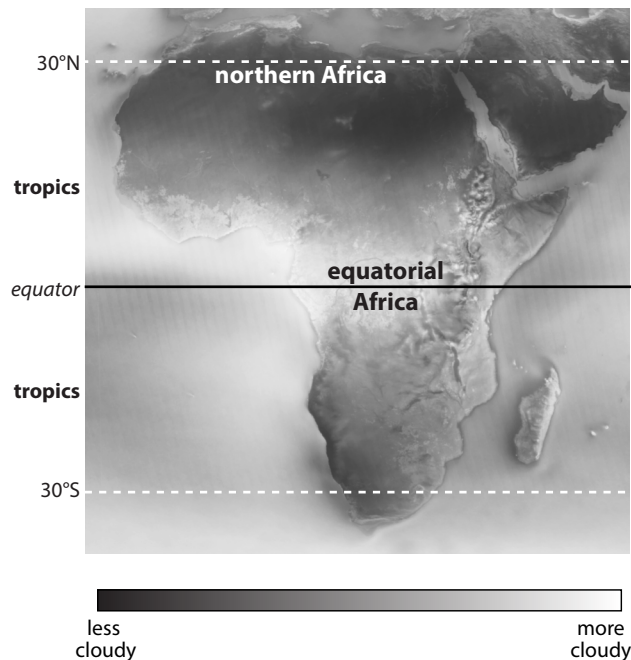 30°N
northern Africa
tropics
equatorial
equator
Africa
tropics
30°S
less
cloudy
more
cloudy